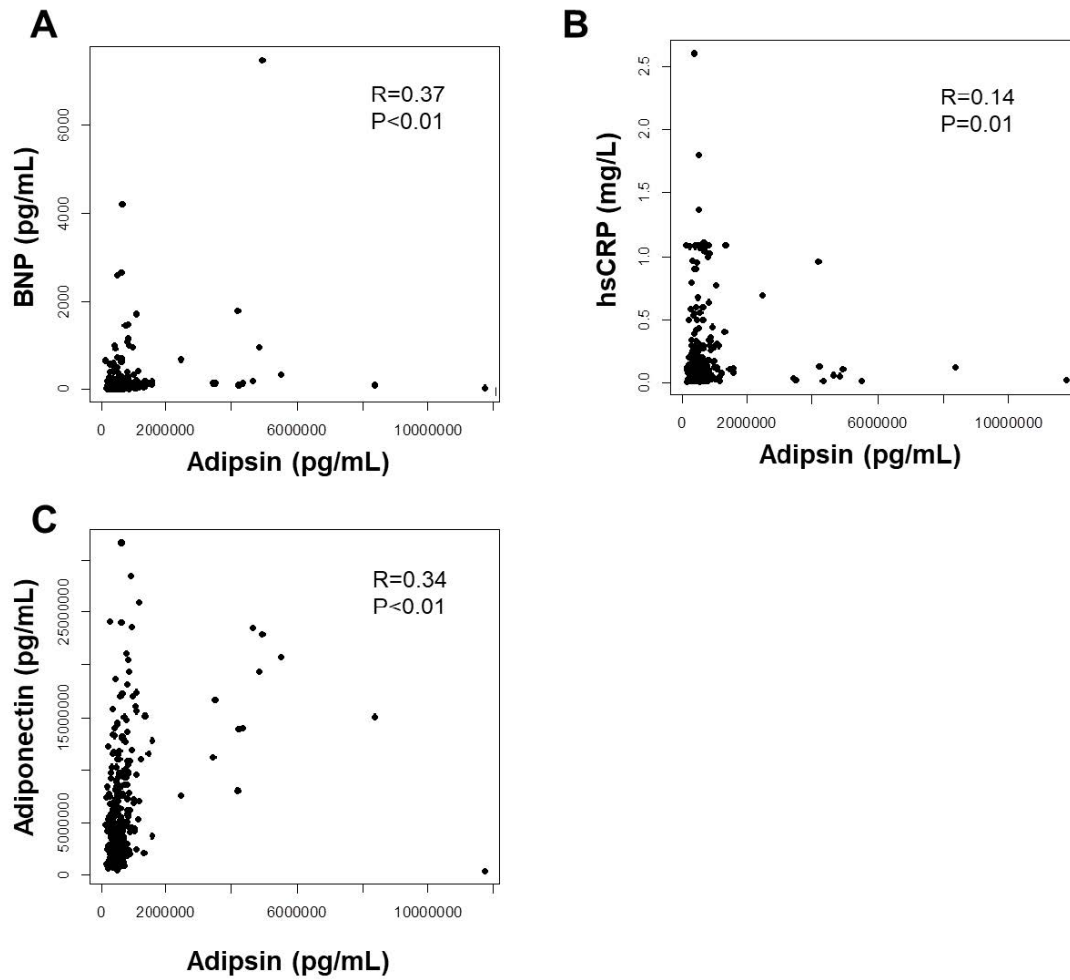 A
BNP (pg/mL)
6000
4000
2000
0
R=0.37
P<0.01
0 2000000 6000000 10000000
Adipsin (pg/mL)
B
hsCRP (mg/L)
2.5
2.0
1.5
1.0
0.5
0.0
R=0.14
P=0.01
0 2000000 6000000 10000000
Adipsin (pg/mL)
C
Adiponectin (pg/mL)
25000000
15000000
5000000
0
R=0.34
P<0.01
0 2000000 6000000 10000000
Adipsin (pg/mL)